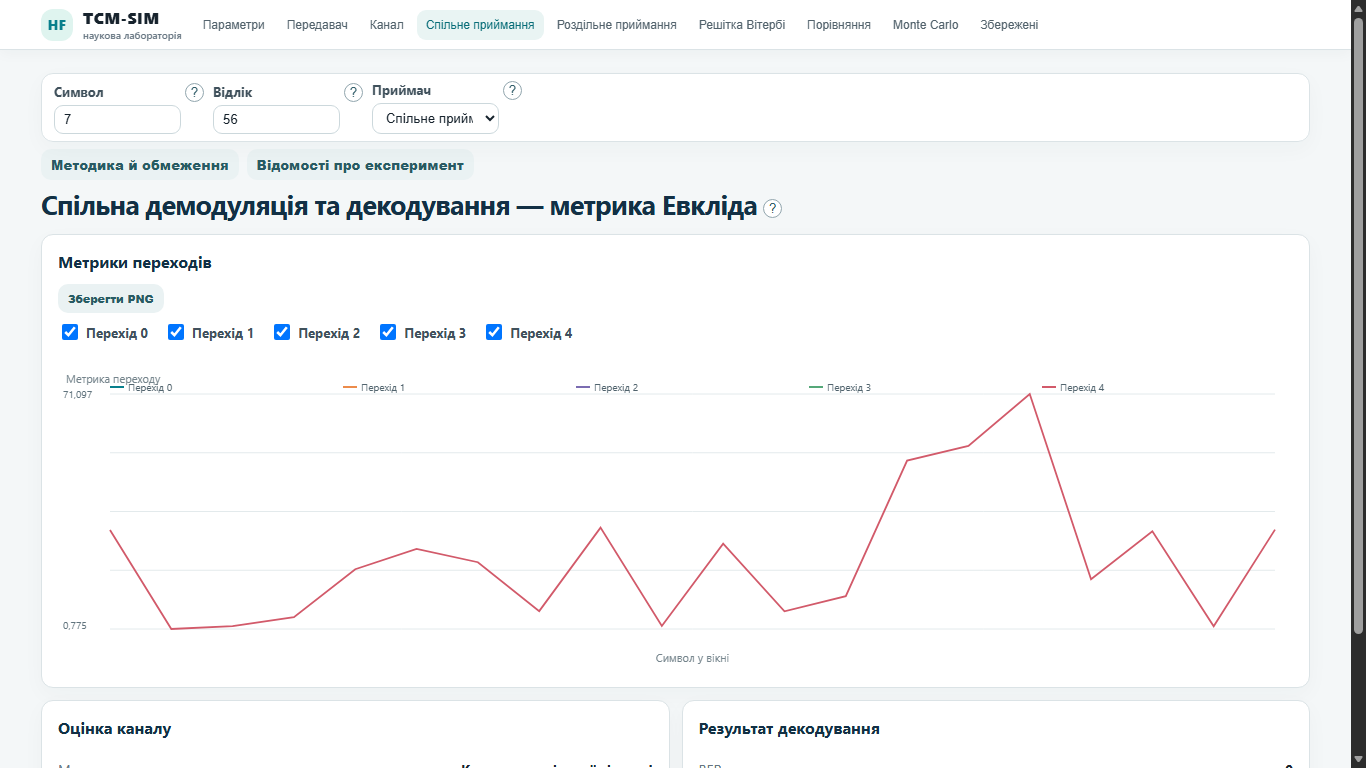 HF
TCM-SIM
наукова лабораторія
Параметри
Передавач
Канал
Спільне приймання
Роздільне приймання
Решітка Вітербі
Порівняння
Monte Carlo
Збережені
Символ ?
Відлік ?
Приймач ?
7
56
Спільне
Методика й обмеження
Відомості про експеримент
Спільна демодуляція та декодування — метрика Евкліда ?
Метрики переходів
Зберегти PNG
Перехід 0
Перехід 1
Перехід 2
Перехід 3
Перехід 4
Метрика переходу
Перехід 0
Перехід 1
Перехід 2
Перехід 3
Перехід 4
71,097
0,775
Символ у вікні
Оцінка каналу
Результат декодування